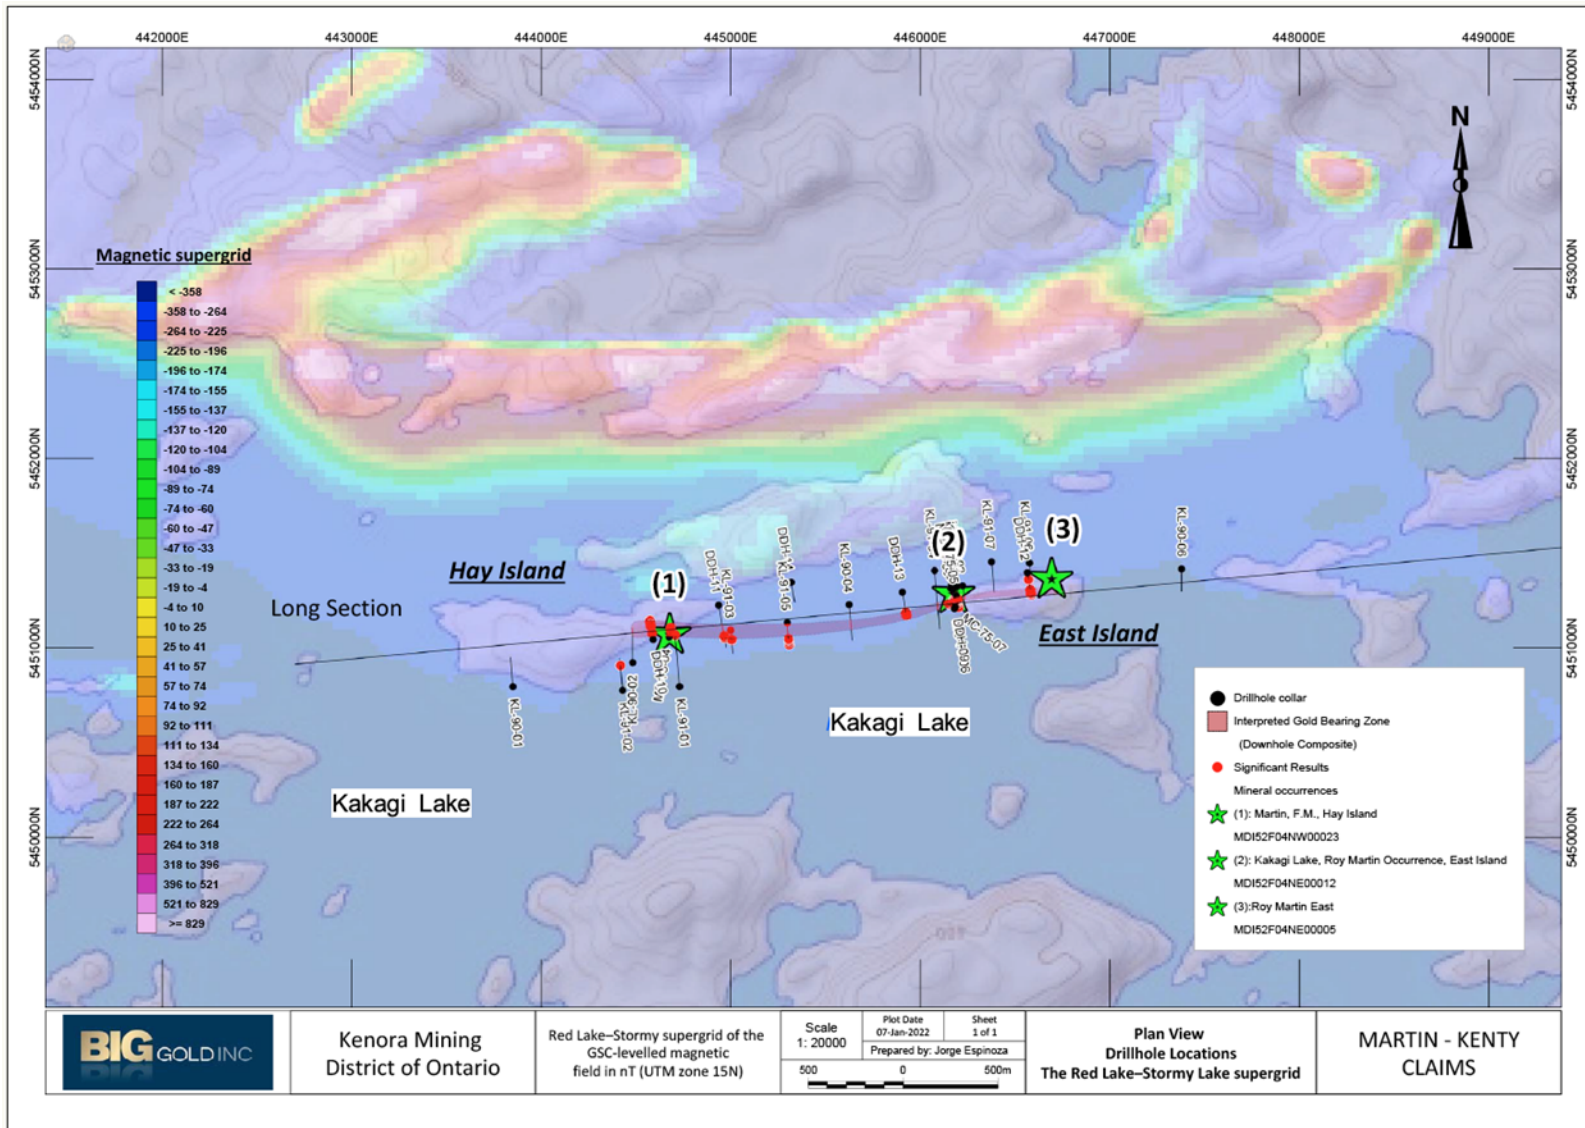 442000E 443000E 444000E 445000E 446000E 447000E 448000E 449000E
5454000N
5453000N
5452000N
5451000N
5450000N
5454000N
5453000N
5452000N
5451000N
5450000N
N
Magnetic supergrid
< -358
-358 to -264
-264 to -225
-225 to -196
-196 to -174
-174 to -155
-155 to -137
-137 to -120
-120 to -104
-104 to -89
-89 to -74
-74 to -60
-60 to -47
-47 to -33
-33 to -19
-19 to -4
-4 to 10
10 to 25
25 to 41
41 to 57
57 to 74
74 to 92
92 to 111
111 to 134
134 to 160
160 to 187
187 to 222
222 to 264
264 to 318
318 to 396
396 to 521
521 to 829
>= 829
Hay Island
Long Section
(1)
(2)
(3)
East Island
DDH-11
KL-91-03
KL-91-05
KL-90-04
DDH-13
KL-91-07
DDH-12
KL-90-06
KL-90-01
KL-90-02
KL-91-01
MC-75-07
DDH-0936
Kakagi Lake
Kakagi Lake
Drillhole collar
Interpreted Gold Bearing Zone
(Downhole Composite)
Significant Results
Mineral occurrences
(1): Martin, F.M., Hay Island
MDI52F04NW00023
(2): Kakagi Lake, Roy Martin Occurrence, East Island
MDI52F04NE00012
(3):Roy Martin East
MDI52F04NE00005
BIG GOLD INC
Kenora Mining
District of Ontario
Red Lake–Stormy supergrid of the
GSC-levelled magnetic
field in nT (UTM zone 15N)
Scale
1: 20000
Plot Date
07-Jan-2022
Sheet
1 of 1
Prepared by: Jorge Espinoza
500 0 500m
Plan View
Drillhole Locations
The Red Lake–Stormy Lake supergrid
MARTIN - KENTY
CLAIMS